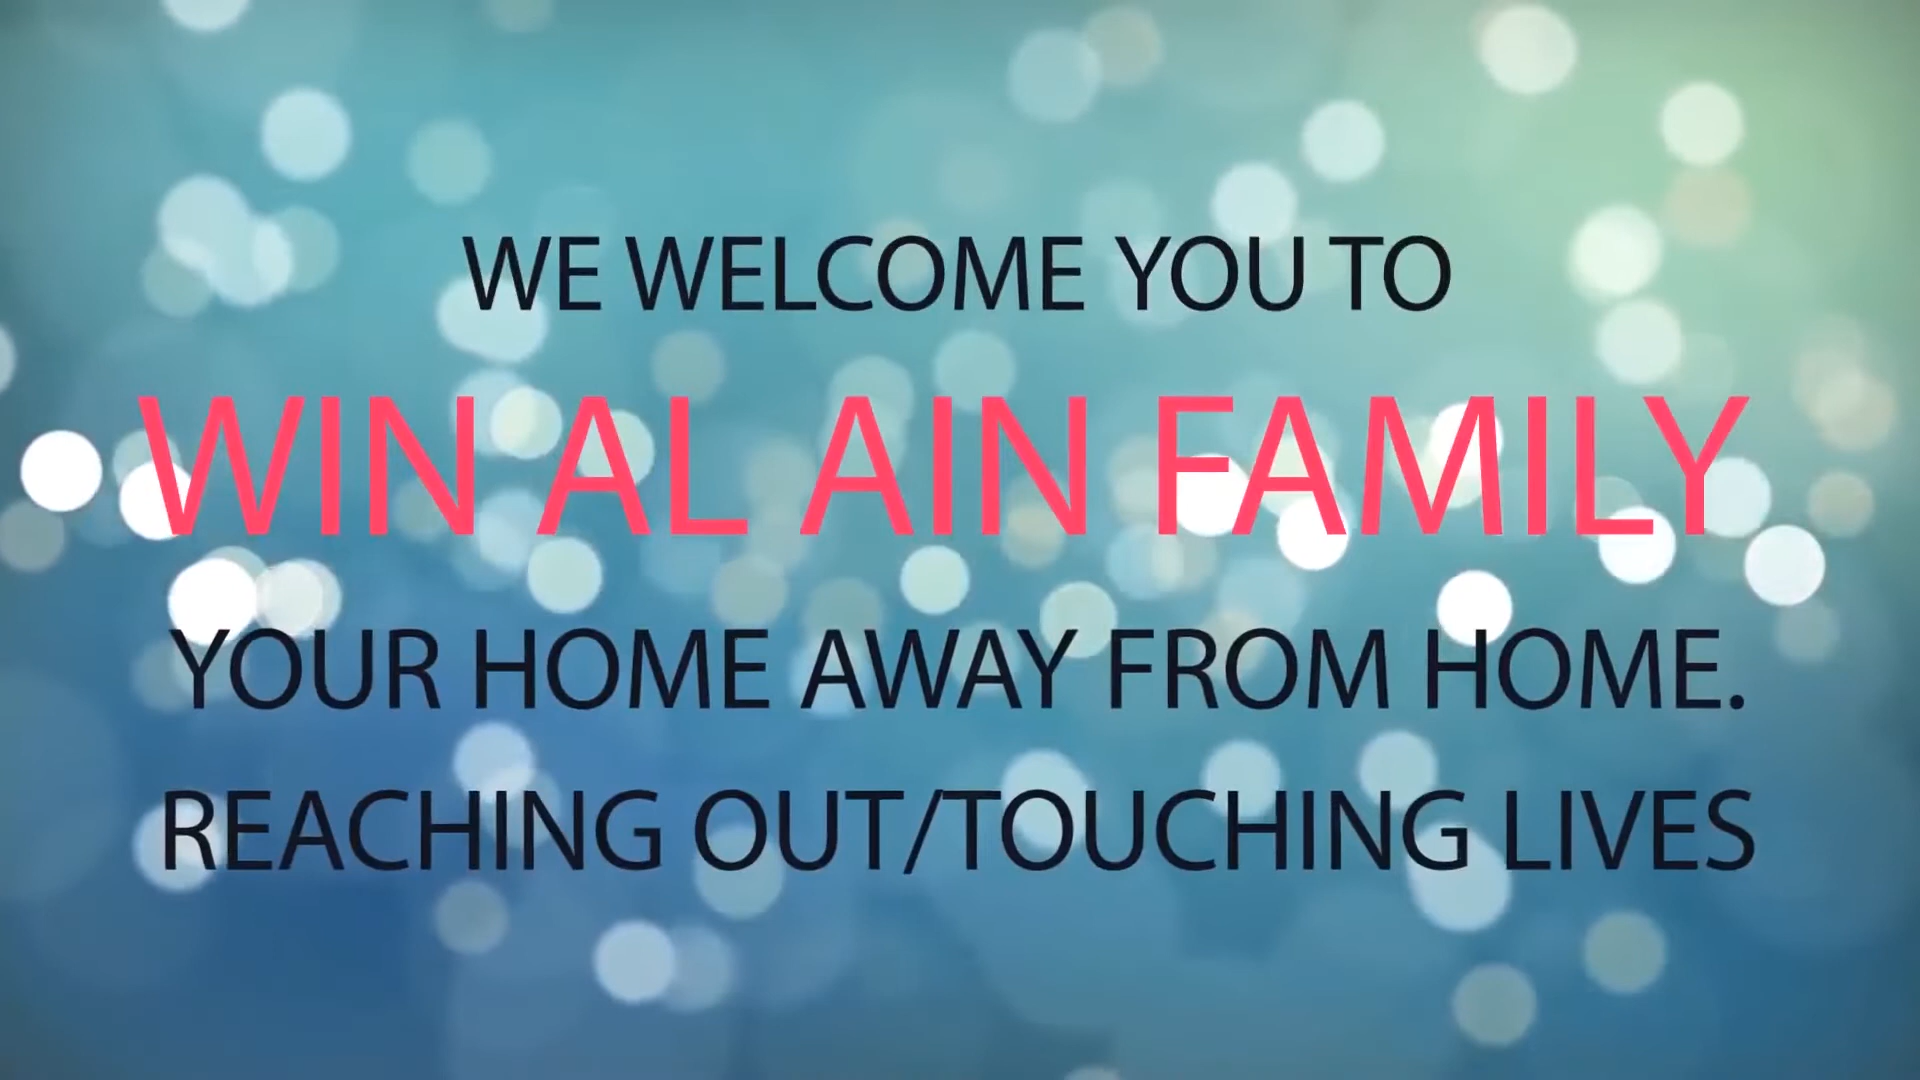 WE WELCOME YOU TO
WIN AL AIN FAMILY
YOUR HOME AWAY FROM HOME.
REACHING OUT/TOUCHING LIVES